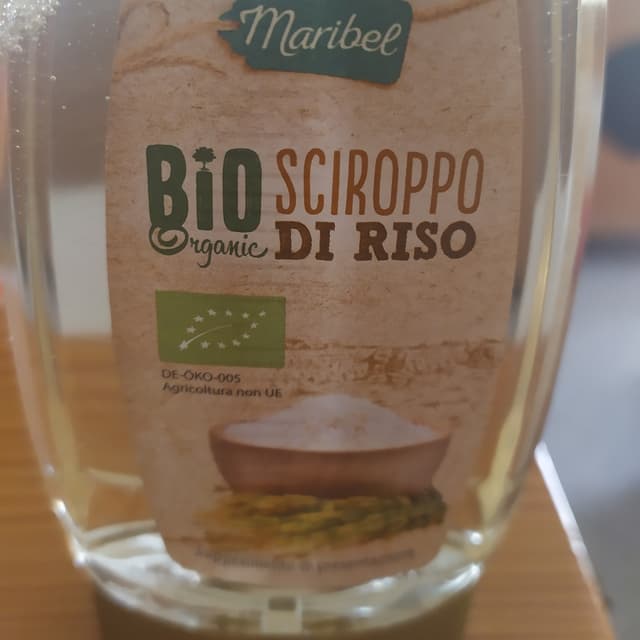 Maribel
BiO
Organic
SCIROPPO
DI RISO
DE-ÖKO-005
Agricoltura non UE